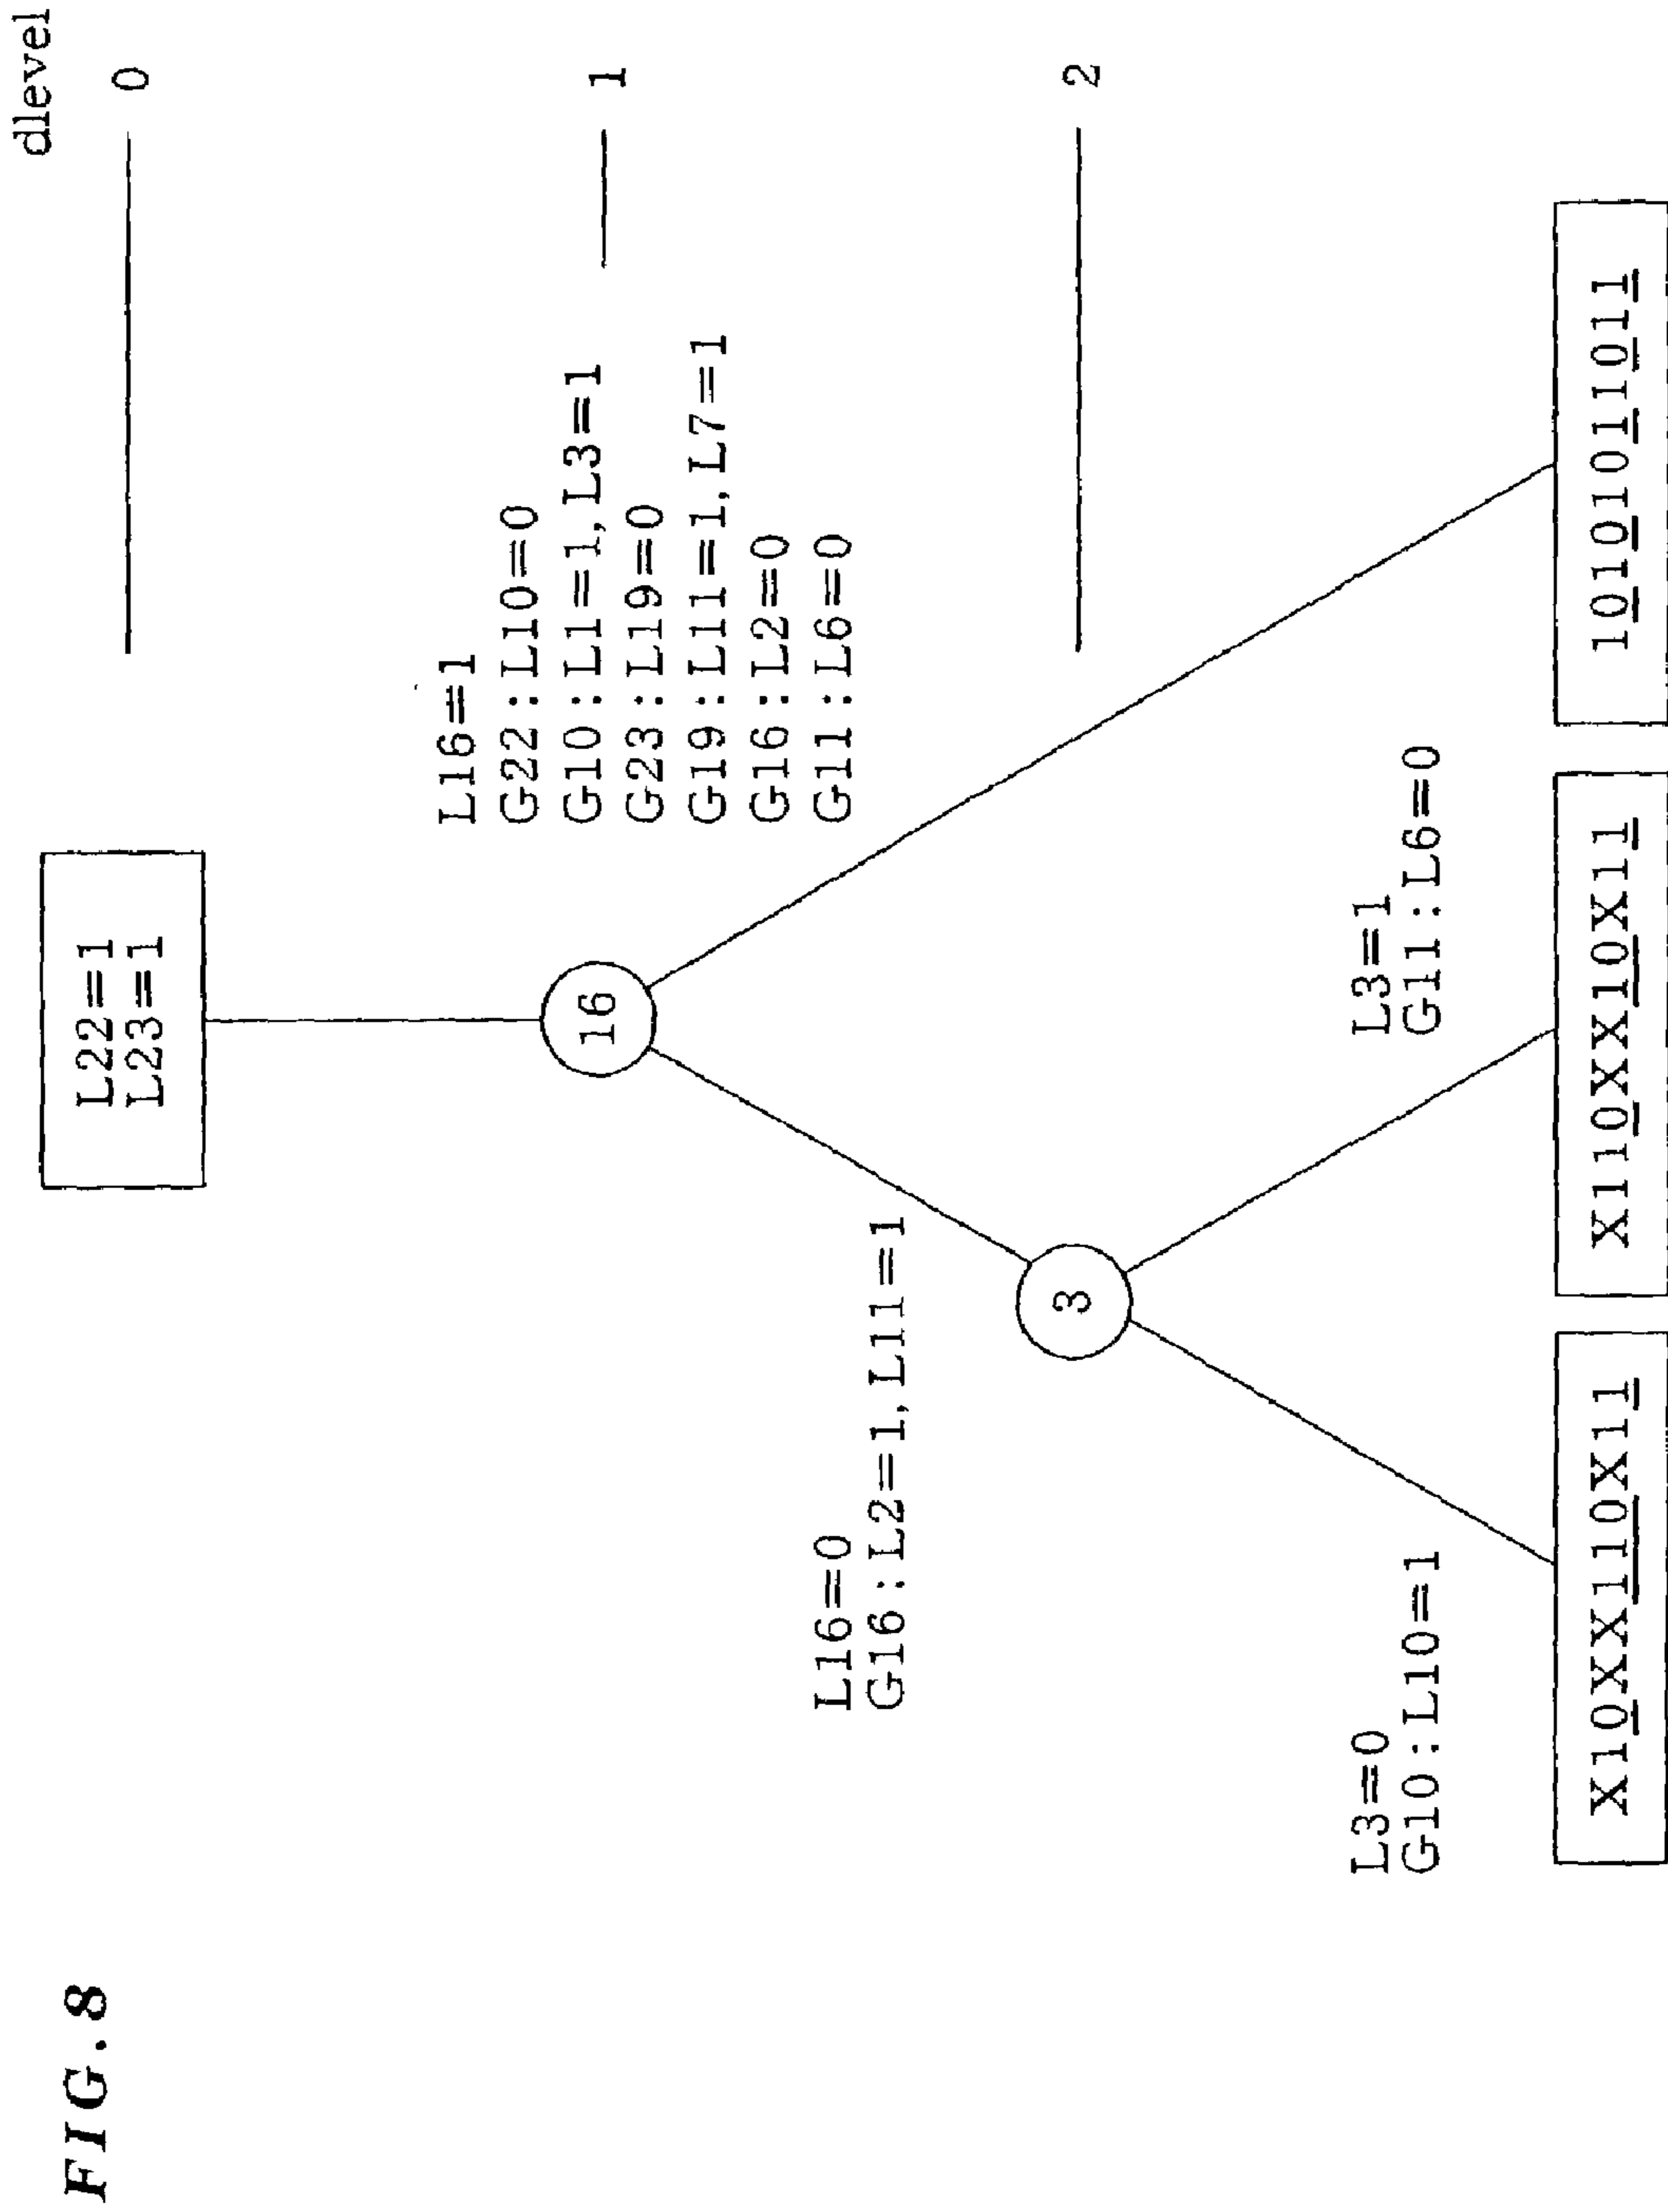 FIG.8
dlevel
0
L22=1
L23=1
L16=1
G22:L10=0
G10:L1=1,L3=1
G23:L19=0
G19:L11=1,L7=1
G16:L2=0
G11:L6=0
1
16
L16=0
G16:L2=1,L11=1
2
3
L3=0
G10:L10=1
L3=1
G11:L6=0
X10XXX110X11
X110XXX10X11
10101011011